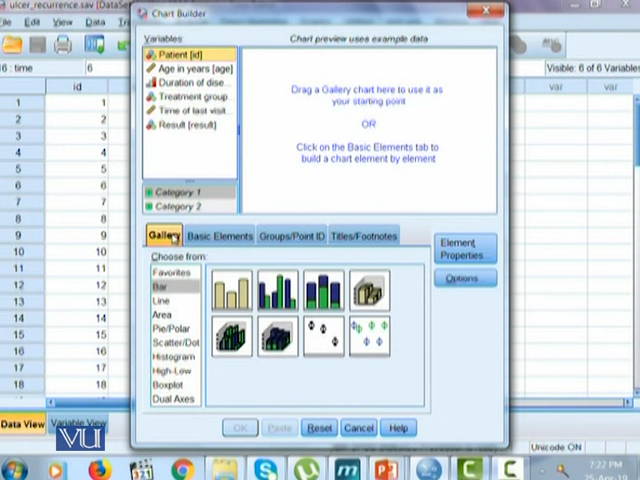 ulcer_recurrence.sav [DataSe
File Edit View Data
16 : time 6
Visible: 6 of 6 Variables
id var var
1 1
2 2
3 3
4 4
5 5
6 6
7 7
8 8
9 9
10 10
11 11
12 12
13 13
14 14
15 15
16 16
17 17
18 18
Data View Variable View
VU
Chart Builder
Variables:
Patient [id]
Age in years [age]
Duration of dise...
Treatment group...
Time of last visit...
Result [result]
Category 1
Category 2
Chart preview uses example data
Drag a Gallery chart here to use it as
your starting point
OR
Click on the Basic Elements tab to
build a chart element by element
Gallery Basic Elements Groups/Point ID Titles/Footnotes
Choose from:
Favorites
Bar
Line
Area
Pie/Polar
Scatter/Dot
Histogram
High-Low
Boxplot
Dual Axes
Element
Properties...
Options...
OK Paste Reset Cancel Help
Unicode:ON
321
7:22 PM
25-Apr-19